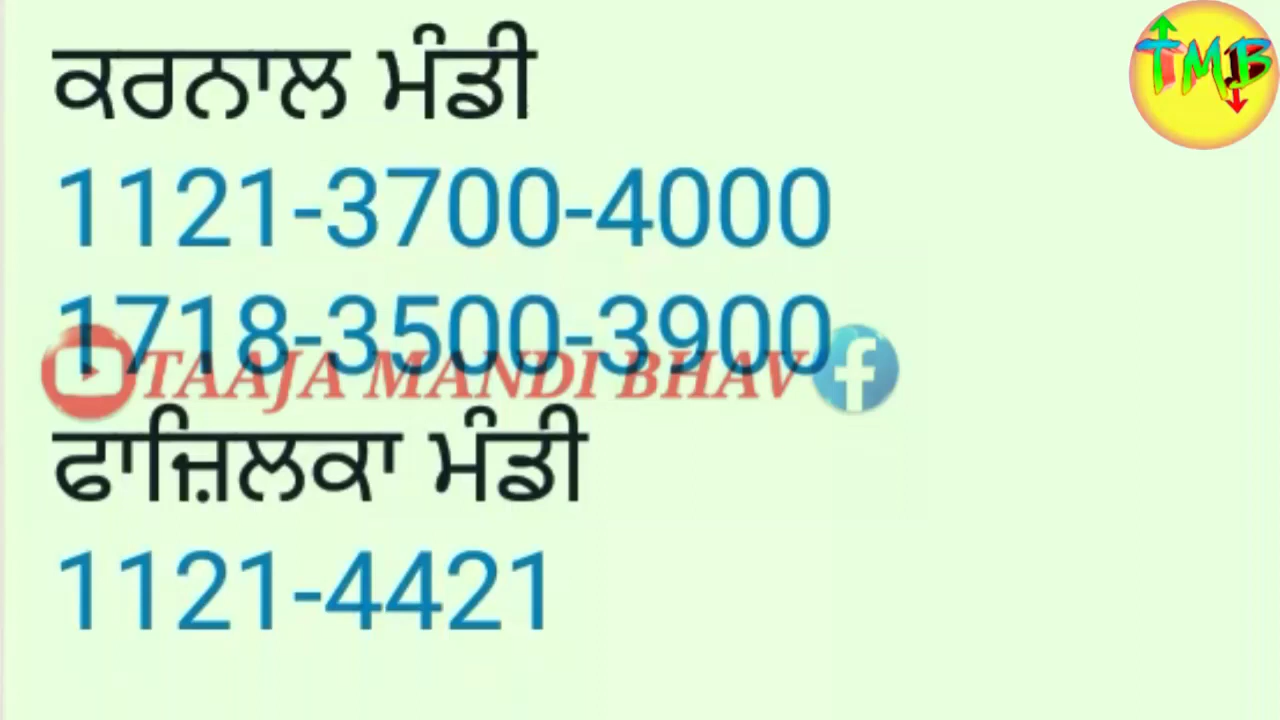 ਕਰਨਾਲ ਮੰਡੀ
TMB
1121-3700-4000
1718-3500-3900
TAAJA MANDI BHAV
ਫਾਜ਼ਿਲਕਾ ਮੰਡੀ
1121-4421